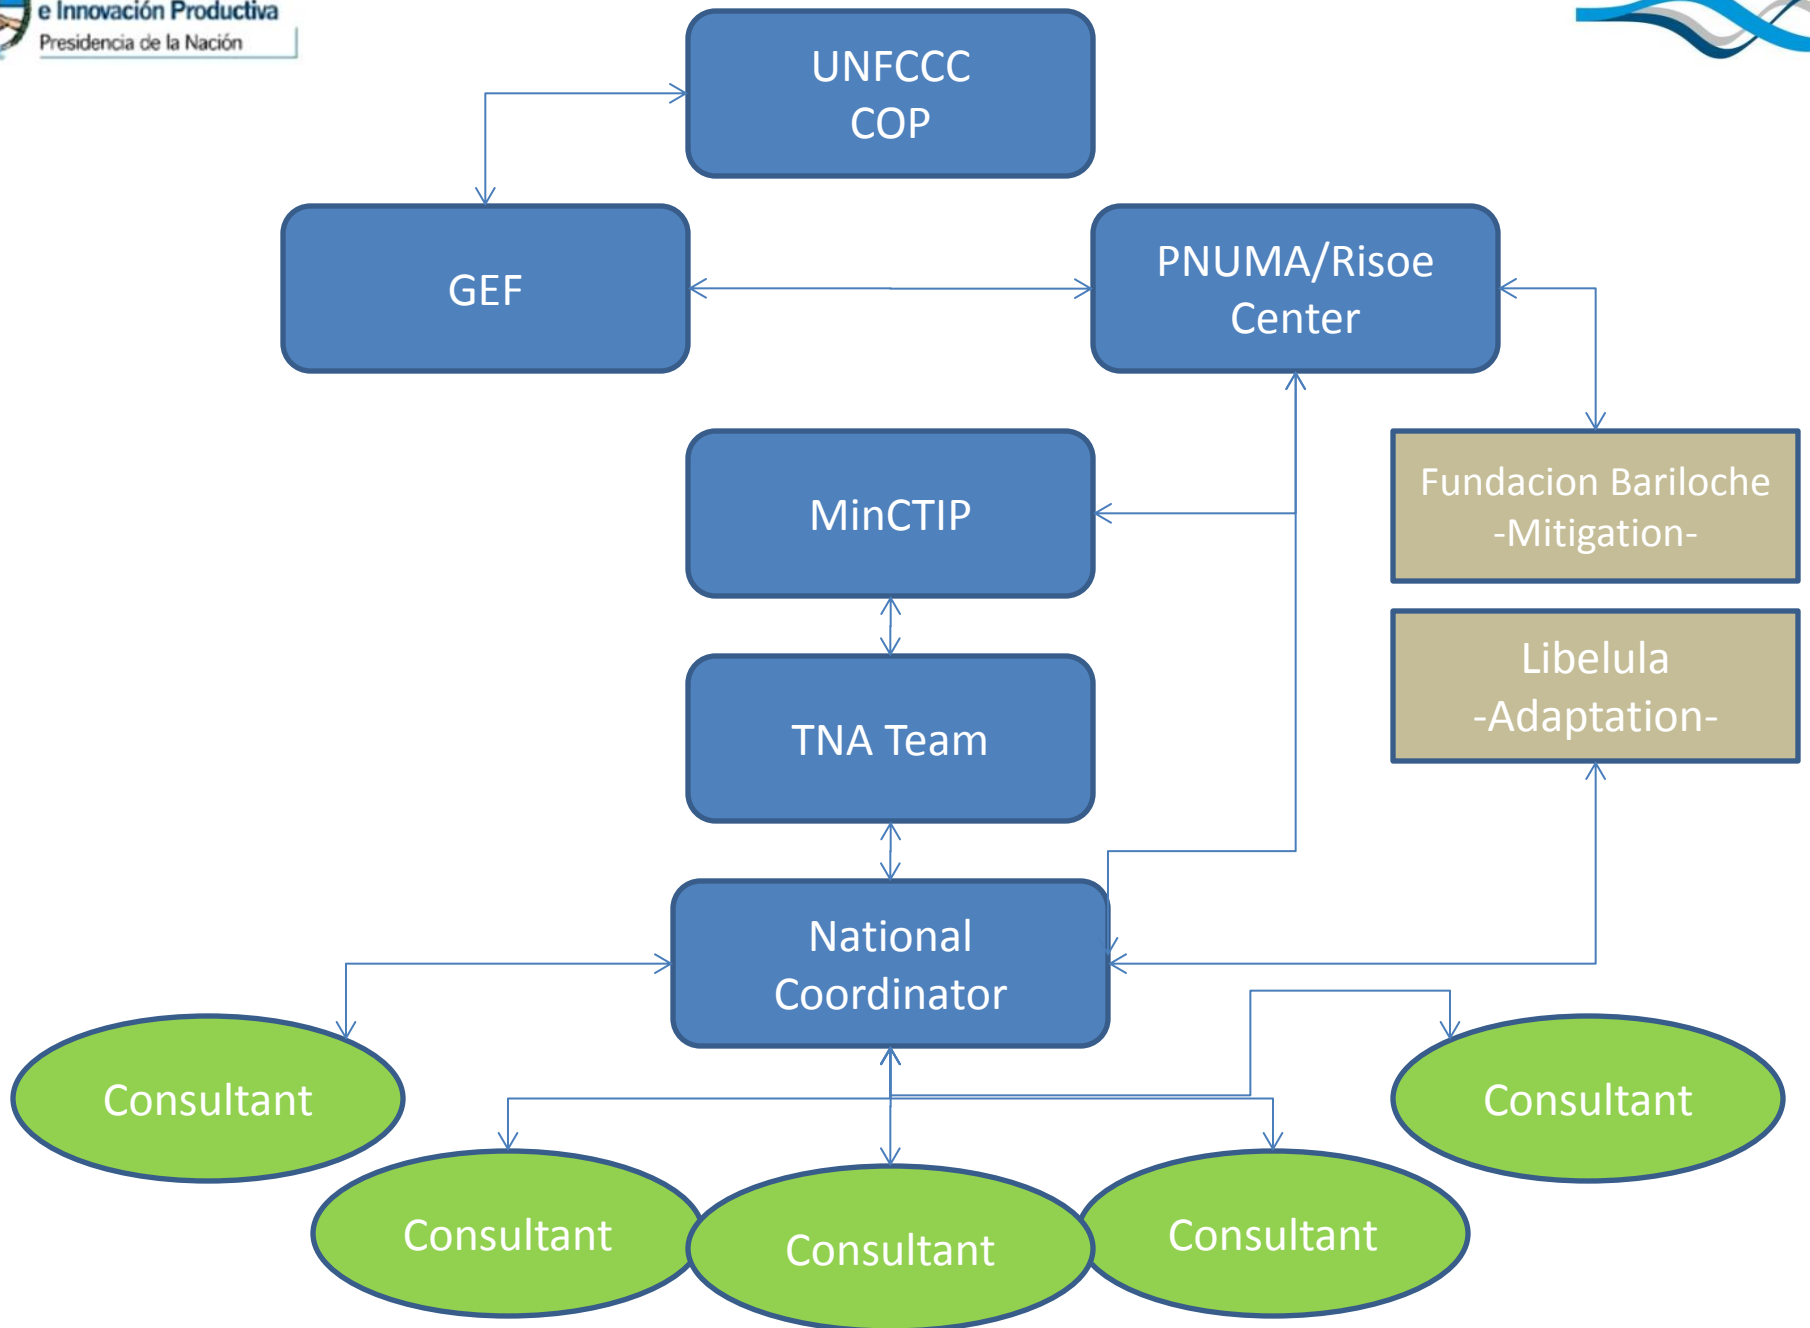 e Innovación Productiva
Presidencia de la Nación
UNFCCC
COP
GEF
PNUMA/Risoe
Center
MinCTIP
Fundacion Bariloche
-Mitigation-
TNA Team
Libelula
-Adaptation-
National
Coordinator
Consultant
Consultant
Consultant
Consultant
Consultant